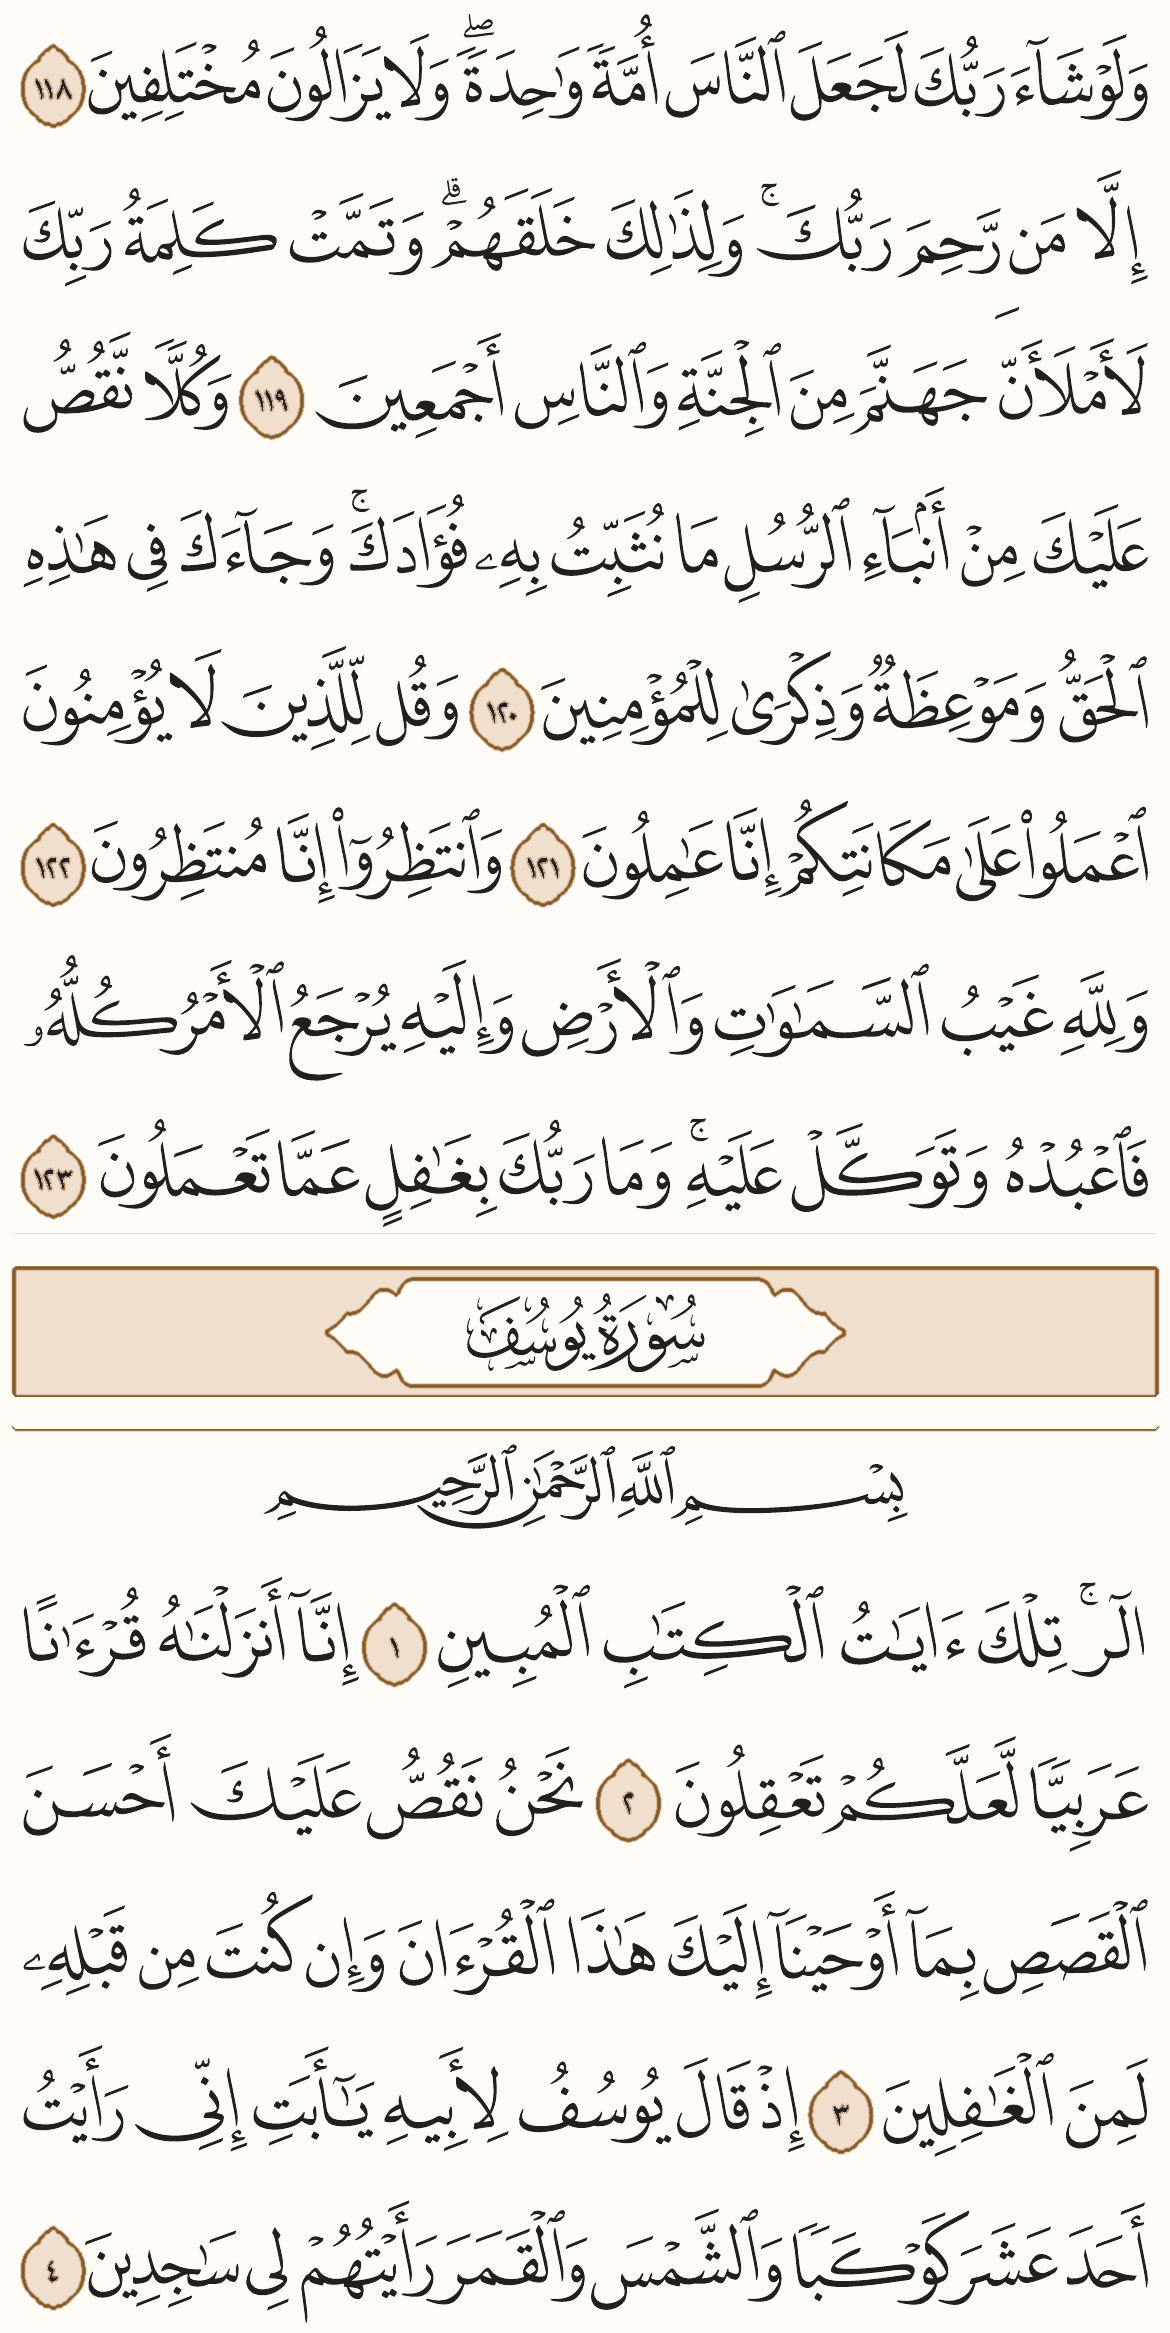 وَلَوۡ شَآءَ رَبُّكَ لَجَعَلَ ٱلنَّاسَ أُمَّةٗ وَٰحِدَةٗۖ وَلَا يَزَالُونَ مُخۡتَلِفِينَ ١١٨
إِلَّا مَن رَّحِمَ رَبُّكَۚ وَلِذَٰلِكَ خَلَقَهُمۡۗ وَتَمَّتۡ كَلِمَةُ رَبِّكَ
لَأَمۡلَأَنَّ جَهَنَّمَ مِنَ ٱلۡجِنَّةِ وَٱلنَّاسِ أَجۡمَعِينَ ١١٩ وَكُلّٗا نَّقُصُّ
عَلَيۡكَ مِنۡ أَنۢبَآءِ ٱلرُّسُلِ مَا نُثَبِّتُ بِهِۦ فُؤَادَكَۚ وَجَآءَكَ فِي هَٰذِهِ
ٱلۡحَقُّ وَمَوۡعِظَةٞ وَذِكۡرَىٰ لِلۡمُؤۡمِنِينَ ١٢٠ وَقُل لِّلَّذِينَ لَا يُؤۡمِنُونَ
ٱعۡمَلُواْ عَلَىٰ مَكَانَتِكُمۡ إِنَّا عَٰمِلُونَ ١٢١ وَٱنتَظِرُوٓاْ إِنَّا مُنتَظِرُونَ ١٢٢
وَلِلَّهِ غَيۡبُ ٱلسَّمَٰوَٰتِ وَٱلۡأَرۡضِ وَإِلَيۡهِ يُرۡجَعُ ٱلۡأَمۡرُ كُلُّهُۥ
فَٱعۡبُدۡهُ وَتَوَكَّلۡ عَلَيۡهِۚ وَمَا رَبُّكَ بِغَٰفِلٍ عَمَّا تَعۡمَلُونَ ١٢٣
سُورَةُ يُوسُفَ
بِسۡمِ ٱللَّهِ ٱلرَّحۡمَٰنِ ٱلرَّحِيمِ
الٓرۚ تِلۡكَ ءَايَٰتُ ٱلۡكِتَٰبِ ٱلۡمُبِينِ ١ إِنَّآ أَنزَلۡنَٰهُ قُرۡءَٰنًا
عَرَبِيّٗا لَّعَلَّكُمۡ تَعۡقِلُونَ ٢ نَحۡنُ نَقُصُّ عَلَيۡكَ أَحۡسَنَ
ٱلۡقَصَصِ بِمَآ أَوۡحَيۡنَآ إِلَيۡكَ هَٰذَا ٱلۡقُرۡءَانَ وَإِن كُنتَ مِن قَبۡلِهِۦ
لَمِنَ ٱلۡغَٰفِلِينَ ٣ إِذۡ قَالَ يُوسُفُ لِأَبِيهِ يَٰٓأَبَتِ إِنِّي رَأَيۡتُ
أَحَدَ عَشَرَ كَوۡكَبٗا وَٱلشَّمۡسَ وَٱلۡقَمَرَ رَأَيۡتُهُمۡ لِي سَٰجِدِينَ ٤